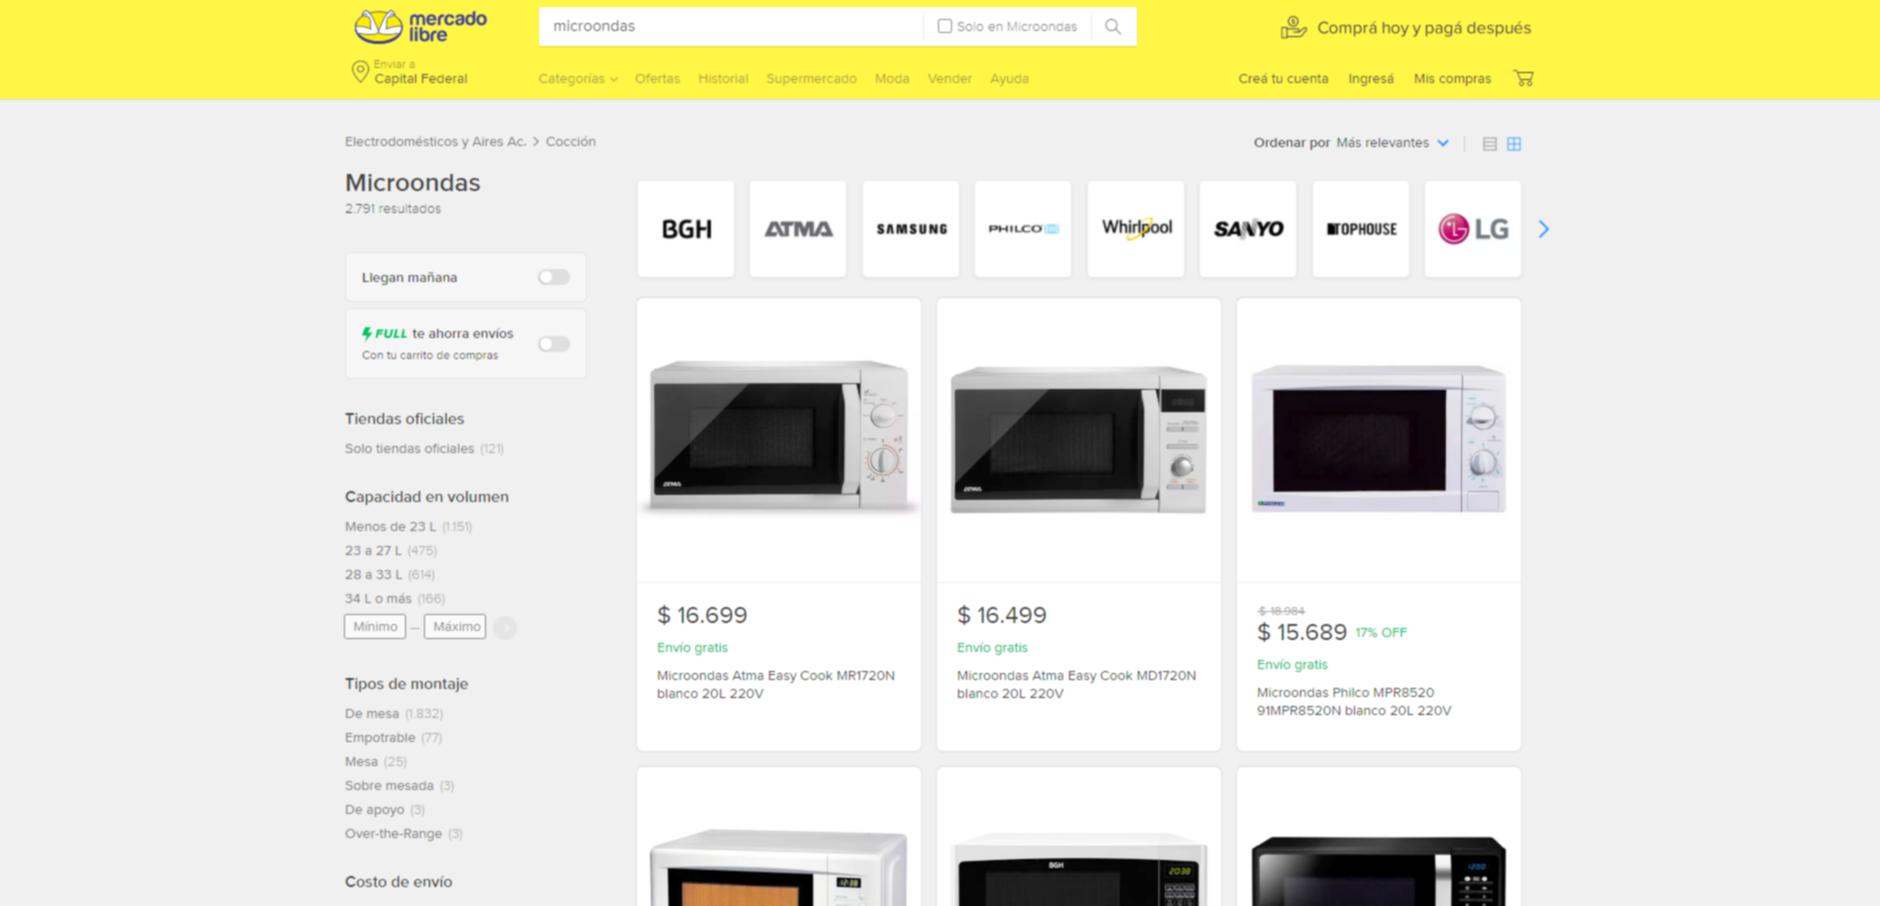 mercado
libre
microondas
Solo en Microondas
Comprá hoy y pagá después
Enviar a
Capital Federal
Categorías
Ofertas
Historial
Supermercado
Moda
Vender
Ayuda
Creá tu cuenta
Ingresá
Mis compras
Electrodomésticos y Aires Ac. > Cocción
Ordenar por Más relevantes
Microondas
2.791 resultados
BGH
ATMA
SAMSUNG
PHILCO
Whirlpool
SANYO
TOPHOUSE
LG
Llegan mañana
FULL te ahorra envíos
Con tu carrito de compras
Tiendas oficiales
Solo tiendas oficiales (121)
Capacidad en volumen
Menos de 23 L (1.151)
23 a 27 L (475)
28 a 33 L (614)
34 L o más (166)
Mínimo — Máximo
Tipos de montaje
De mesa (1.832)
Empotrable (77)
Mesa (25)
Sobre mesada (3)
De apoyo (3)
Over-the-Range (3)
Costo de envío
ATMA
$ 16.699
Envío gratis
Microondas Atma Easy Cook MR1720N
blanco 20L 220V
ATMA
$ 16.499
Envío gratis
Microondas Atma Easy Cook MD1720N
blanco 20L 220V
$ 18.984
$ 15.689 17% OFF
Envío gratis
Microondas Philco MPR8520
91MPR8520N blanco 20L 220V
12:38
BGH
2038
1200